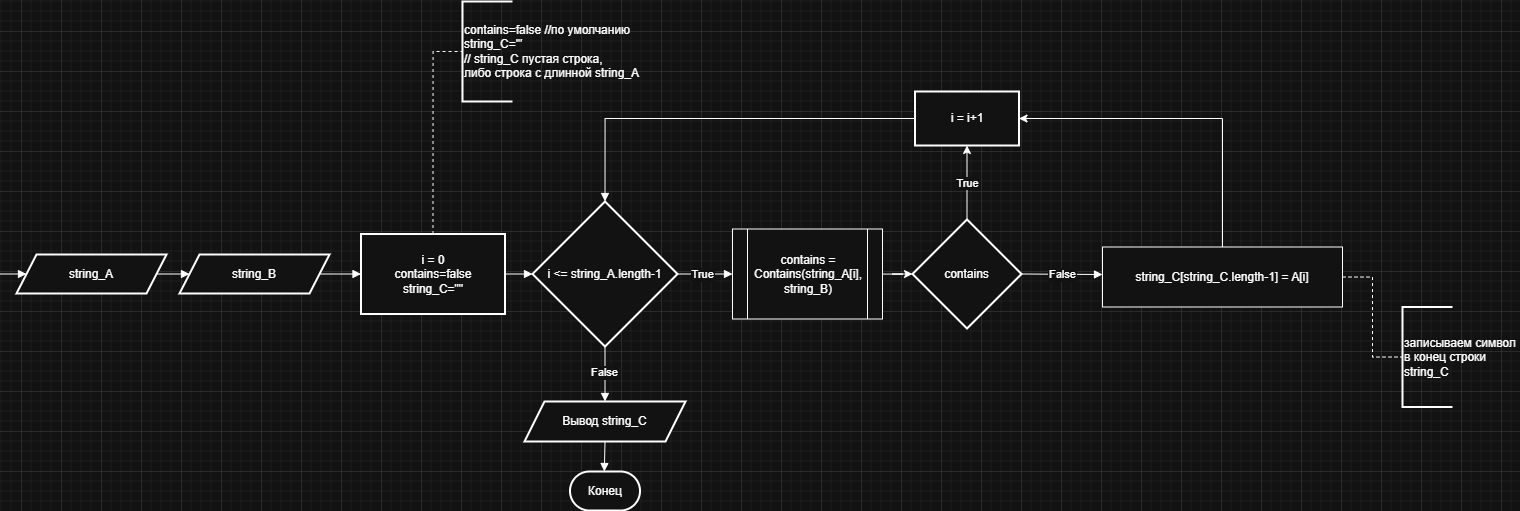 contains=false //по умолчанию
string_C=""
// string_C пустая строка,
либо строка с длинной string_A
i = i+1
True
string_A
string_B
i = 0
contains=false
string_C=""
i <= string_A.length-1
True
contains =
Contains(string_A[i],
string_B)
contains
False
string_C[string_C.length-1] = A[i]
записываем символ
в конец строки
string_C
False
Вывод string_C
Конец